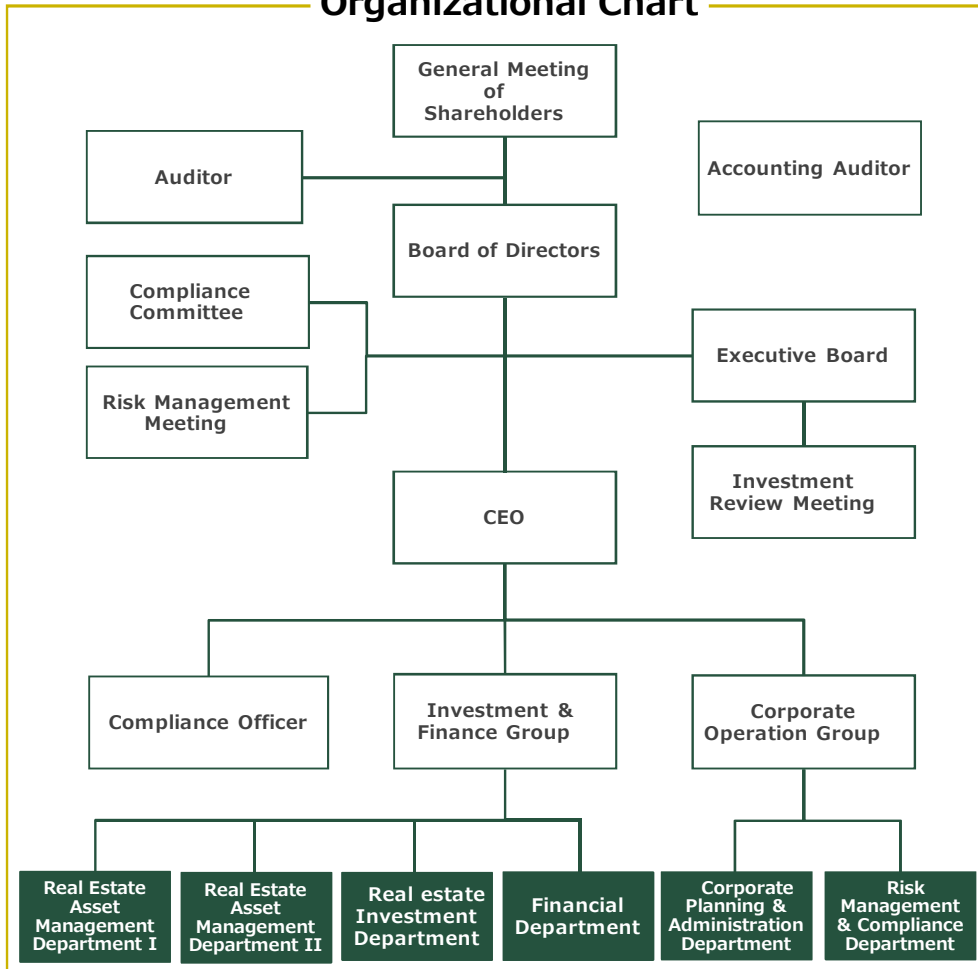 Organizational Chart
General Meeting
of
Shareholders
Auditor
Accounting Auditor
Board of Directors
Compliance
Committee
Executive Board
Risk Management
Meeting
Investment
Review Meeting
CEO
Compliance Officer
Investment &
Finance Group
Corporate
Operation Group
Real Estate
Asset
Management
Department I
Real Estate
Asset
Management
Department II
Real estate
Investment
Department
Financial
Department
Corporate
Planning &
Administration
Department
Risk
Management
& Compliance
Department